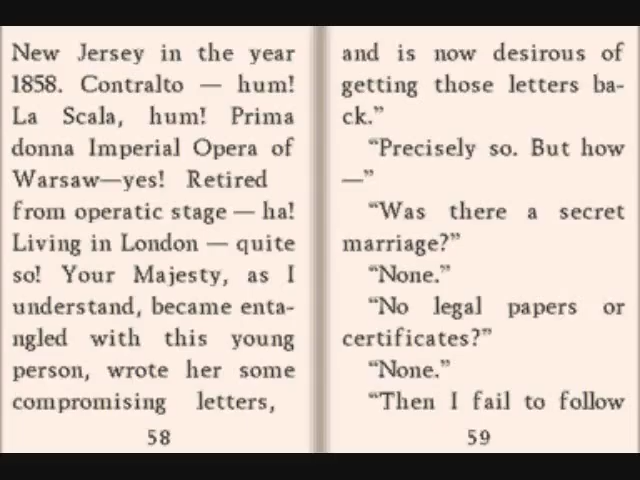 New Jersey in the year
1858. Contralto — hum!
La Scala, hum! Prima
donna Imperial Opera of
Warsaw—yes! Retired
from operatic stage — ha!
Living in London — quite
so! Your Majesty, as I
understand, became enta-
ngled with this young
person, wrote her some
compromising letters,
58
and is now desirous of
getting those letters ba-
ck.”
“Precisely so. But how
—”
“Was there a secret
marriage?”
“None.”
“No legal papers or
certificates?”
“None.”
“Then I fail to follow
59